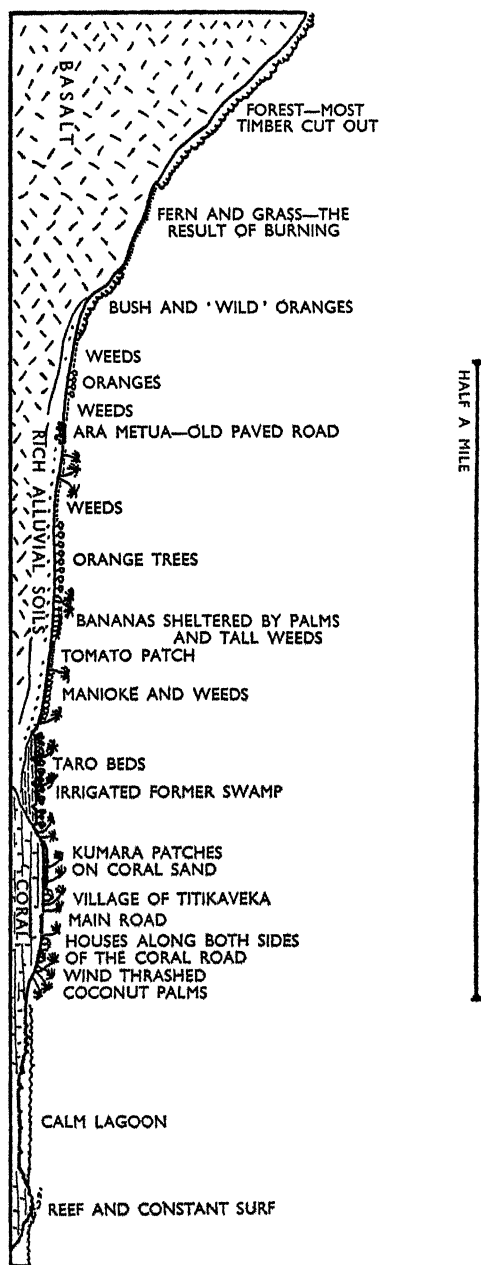 BASALT
FOREST—MOST
TIMBER CUT OUT
FERN AND GRASS—THE
RESULT OF BURNING
BUSH AND 'WILD' ORANGES
WEEDS
ORANGES
WEEDS
ARA METUA—OLD PAVED ROAD
HALF A MILE
RICH ALLUVIAL SOILS
WEEDS
ORANGE TREES
BANANAS SHELTERED BY PALMS
AND TALL WEEDS
TOMATO PATCH
MANIOKE AND WEEDS
TARO BEDS
IRRIGATED FORMER SWAMP
KUMARA PATCHES
ON CORAL SAND
CORAL
VILLAGE OF TITIKAVEKA
MAIN ROAD
HOUSES ALONG BOTH SIDES
OF THE CORAL ROAD
WIND THRASHED
COCONUT PALMS
CALM LAGOON
REEF AND CONSTANT SURF